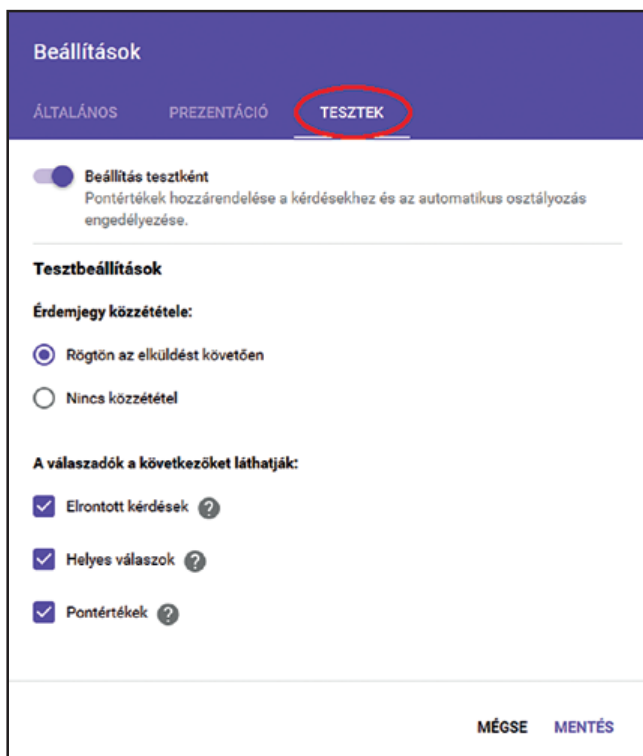 Beállítások
ÁLTALÁNOS PREZENTÁCIÓ TESZTEK
Beállítás tesztként
Pontértékek hozzárendelése a kérdésekhez és az automatikus osztályozás
engedélyezése.
Tesztbeállítások
Érdemjegy közzététele:
Rögtön az elküldést követően
Nincs közzététel
A válaszadók a következőket láthatják:
Elrontott kérdések ?
Helyes válaszok ?
Pontértékek ?
MÉGSE MENTÉS